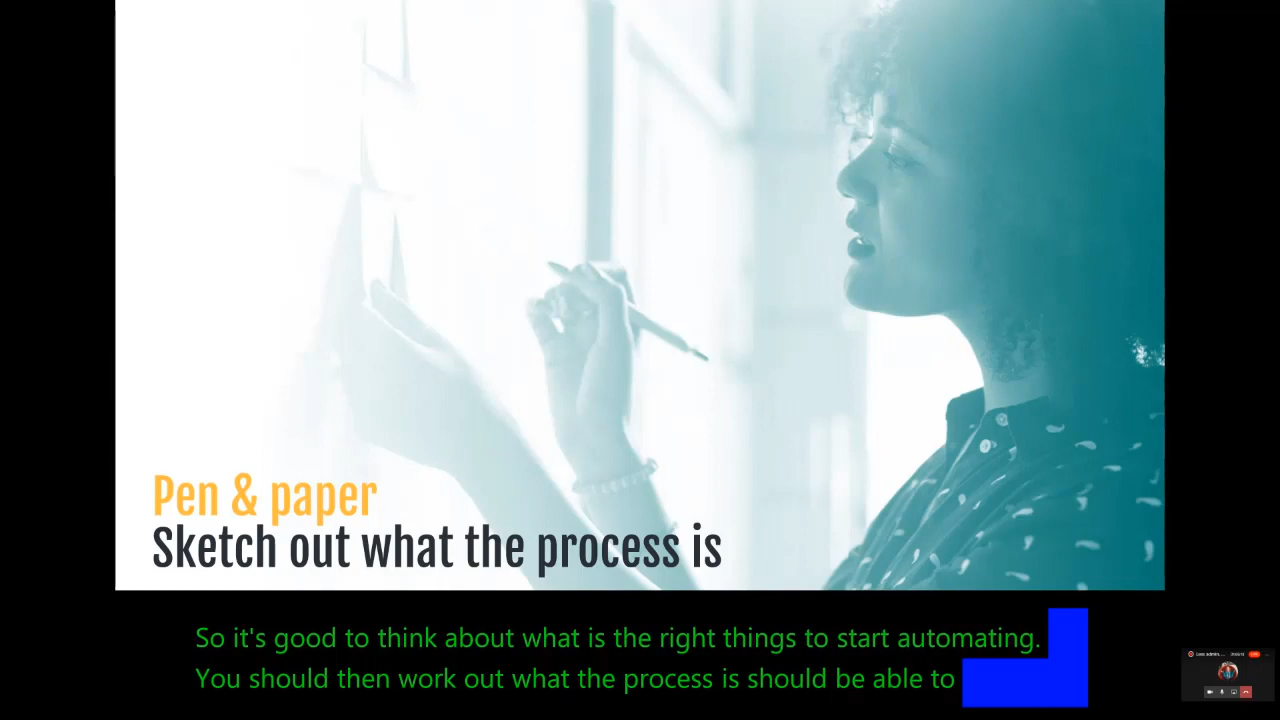 Pen & paper
Sketch out what the process is
So it's good to think about what is the right things to start automating.
You should then work out what the process is should be able to